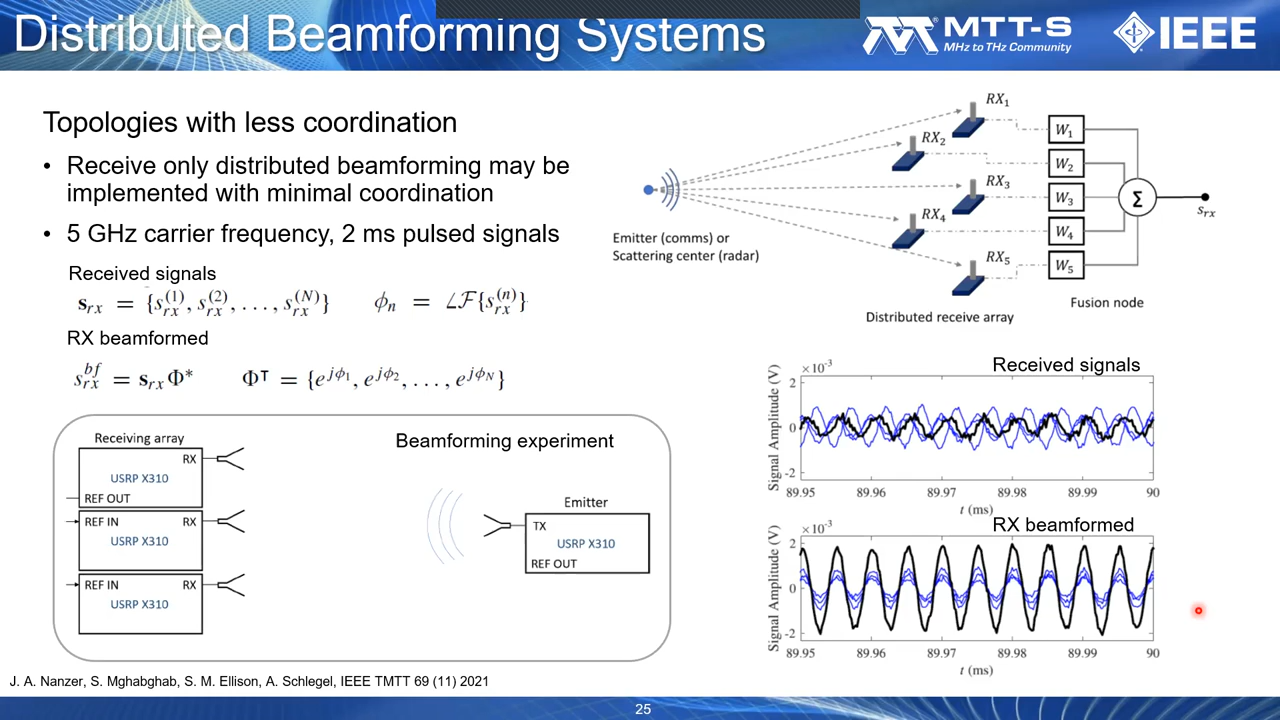 Distributed Beamforming Systems
MTT-S
MHz to THz Community
IEEE
Topologies with less coordination
• Receive only distributed beamforming may be
implemented with minimal coordination
• 5 GHz carrier frequency, 2 ms pulsed signals
Received signals
s_rx = {s_rx^(1), s_rx^(2), . . . , s_rx^(N)}
ϕ_n = ∠ℱ{s_rx^(n)}
RX beamformed
s_rx^bf = s_rx Φ*
Φ^T = {e^{jϕ_1}, e^{jϕ_2}, . . . , e^{jϕ_N}}
RX₁
RX₂
RX₃
RX₄
RX₅
W₁
W₂
W₃
W₄
W₅
Σ
s_rx
Emitter (comms) or
Scattering center (radar)
Distributed receive array
Fusion node
Receiving array
RX
USRP X310
REF OUT
REF IN RX
USRP X310
REF IN RX
USRP X310
Beamforming experiment
Emitter
TX
USRP X310
REF OUT
Received signals
×10⁻³
Signal Amplitude (V)
2
0
-2
89.95 89.96 89.97 89.98 89.99 90
t (ms)
RX beamformed
×10⁻³
Signal Amplitude (V)
2
0
-2
89.95 89.96 89.97 89.98 89.99 90
t (ms)
J. A. Nanzer, S. Mghabghab, S. M. Ellison, A. Schlegel, IEEE TMTT 69 (11) 2021
25